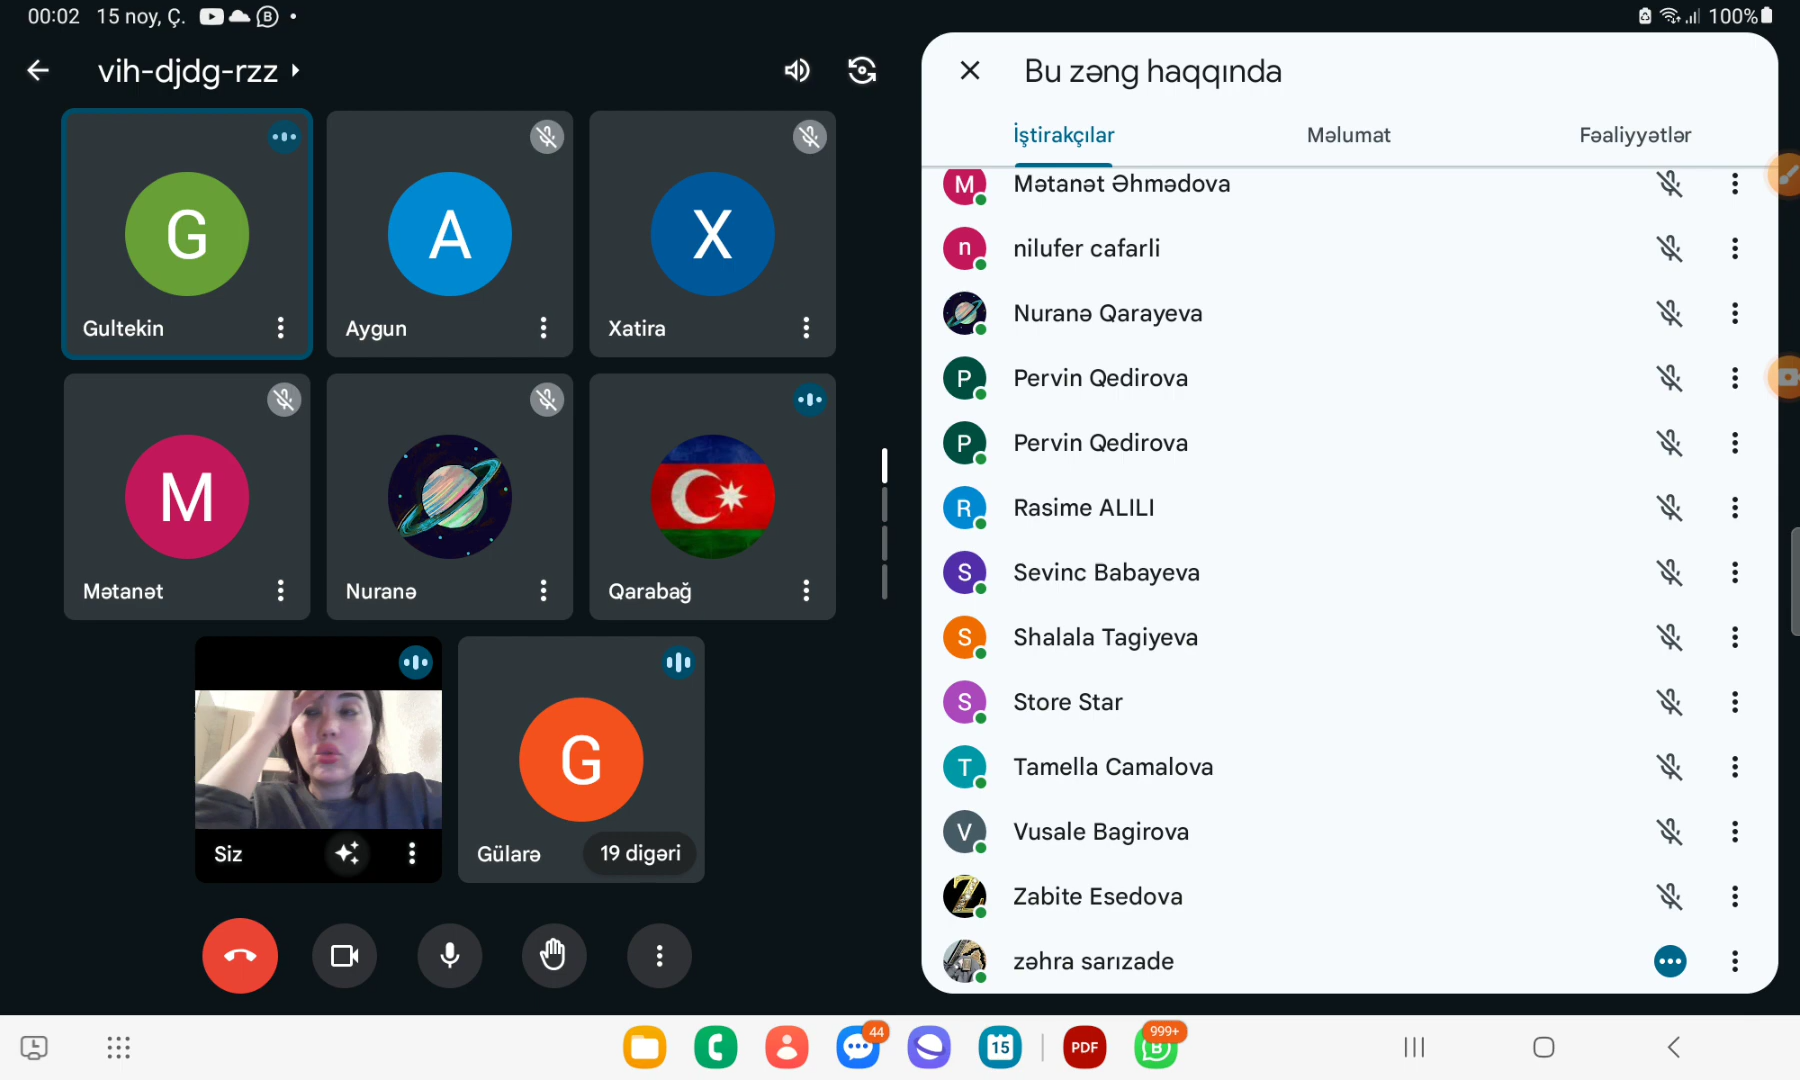 00:02 15 noy, Ç.
100%
vih-djdg-rzz
G
Gultekin
A
Aygun
X
Xatira
M
Mətanət
Nuranə
Qarabağ
Siz
G
Gülarə
19 digəri
Bu zəng haqqında
İştirakçılar
Məlumat
Fəaliyyətlər
M
Mətanət Əhmədova
n
nilufer cafarli
Nuranə Qarayeva
P
Pervin Qedirova
P
Pervin Qedirova
R
Rasime ALILI
S
Sevinc Babayeva
S
Shalala Tagiyeva
S
Store Star
T
Tamella Camalova
V
Vusale Bagirova
Z
Zabite Esedova
zəhra sarızade
44
15
PDF
999+
B